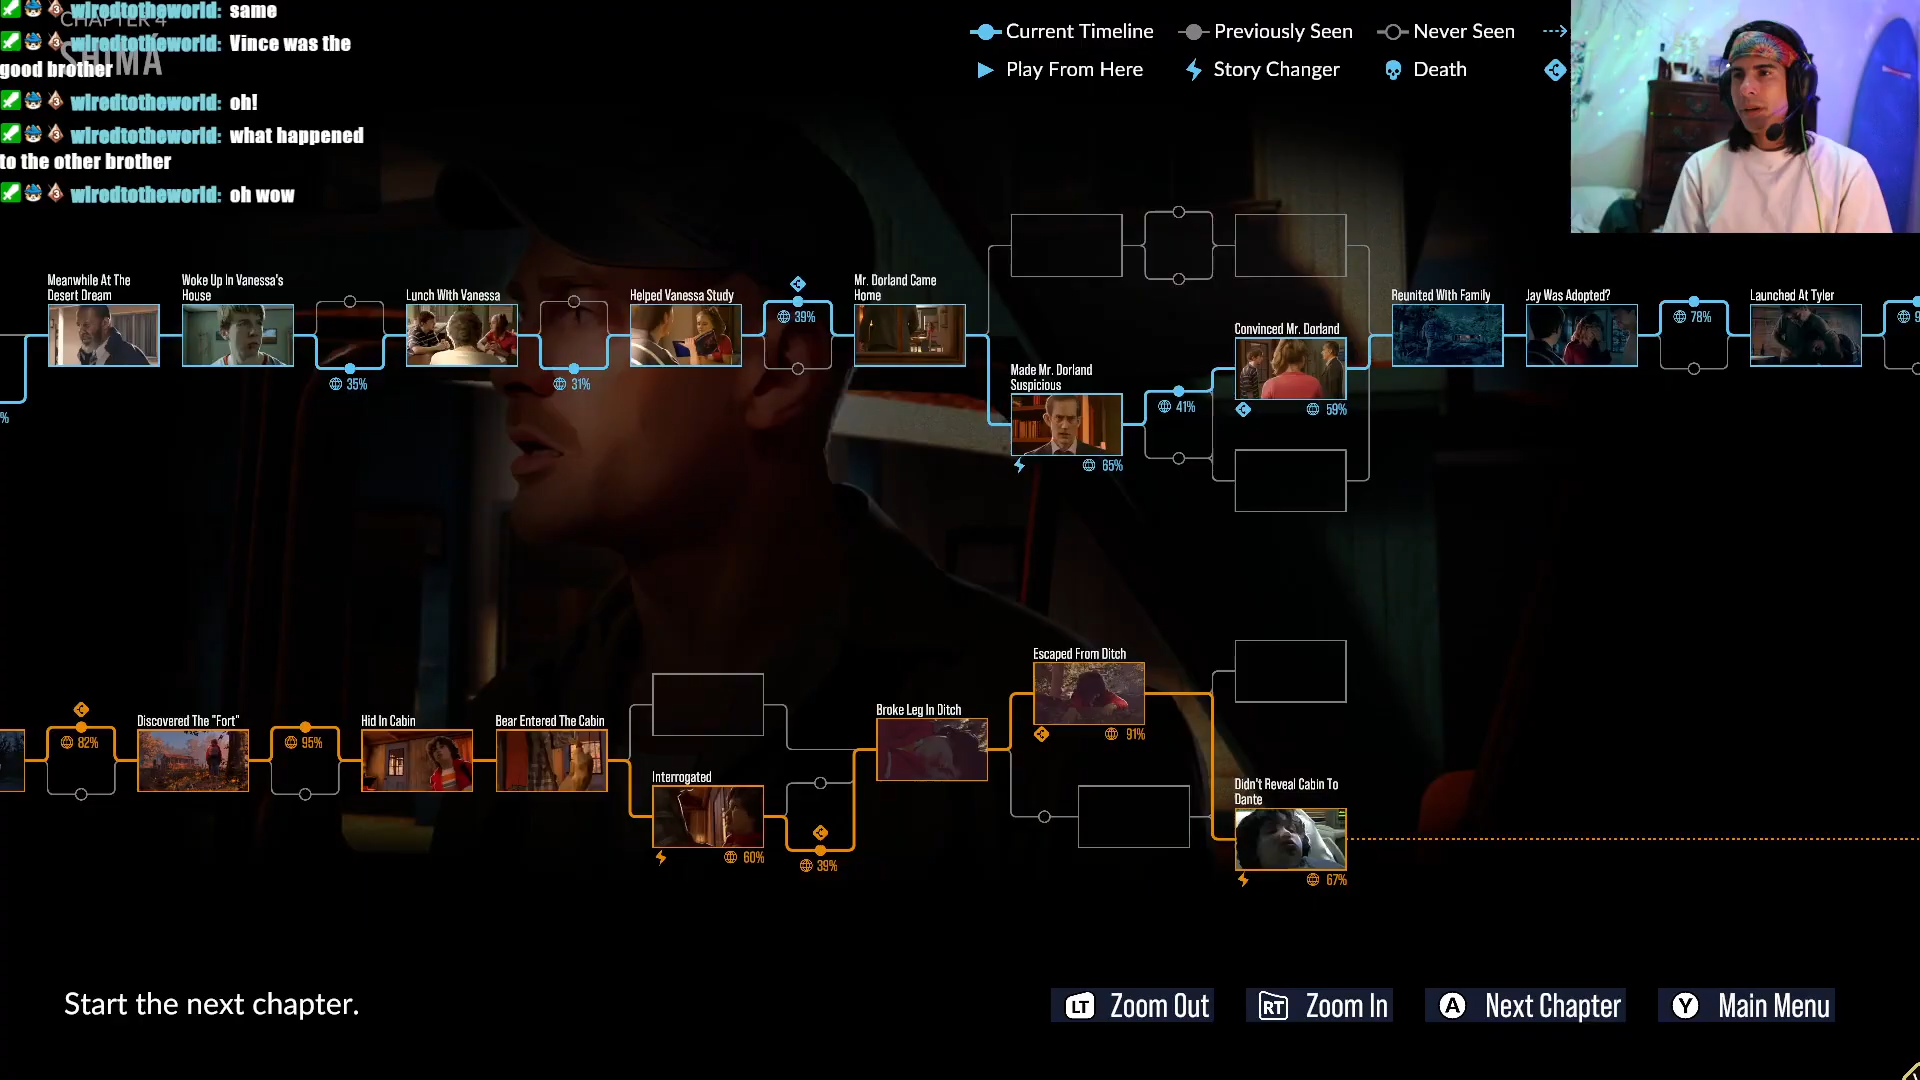 CHAPTER 4
SHIMÁ
wiredtotheworld: same
wiredtotheworld: Vince was the
good brother
wiredtotheworld: oh!
wiredtotheworld: what happened
to the other brother
wiredtotheworld: oh wow
Current Timeline
Previously Seen
Never Seen
Play From Here
Story Changer
Death
Meanwhile At The
Desert Dream
Woke Up In Vanessa's
House
35%
Lunch With Vanessa
31%
Helped Vanessa Study
39%
Mr. Dorland Came
Home
Made Mr. Dorland
Suspicious
65%
41%
Convinced Mr. Dorland
59%
Reunited With Family
Jay Was Adopted?
78%
Launched At Tyler
82%
Discovered The "Fort"
95%
Hid In Cabin
Bear Entered The Cabin
Interrogated
60%
39%
Broke Leg In Ditch
Escaped From Ditch
91%
Didn't Reveal Cabin To
Dante
67%
Start the next chapter.
LT Zoom Out
RT Zoom In
A Next Chapter
Y Main Menu